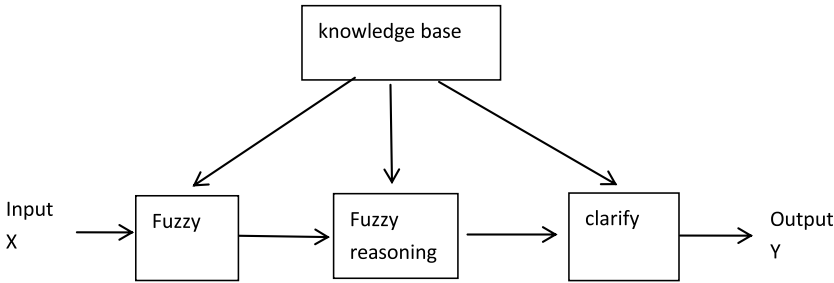 knowledge base
Input
X
Fuzzy
Fuzzy
reasoning
clarify
Output
Y